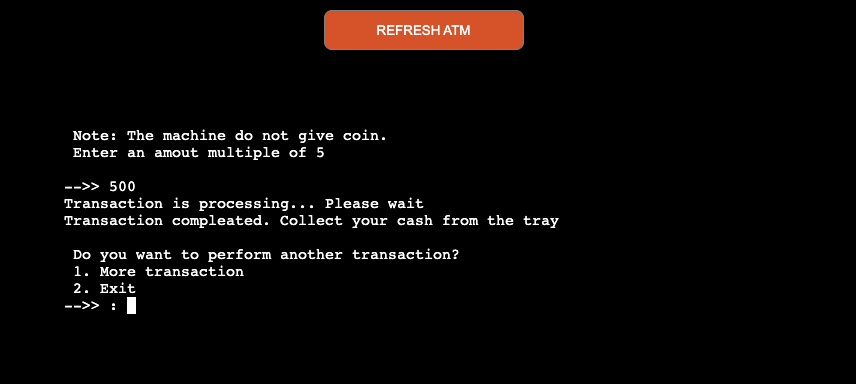 REFRESH ATM
Note: The machine do not give coin.
Enter an amout multiple of 5
-->> 500
Transaction is processing... Please wait
Transaction compleated. Collect your cash from the tray
Do you want to perform another transaction?
1. More transaction
2. Exit
-->> :